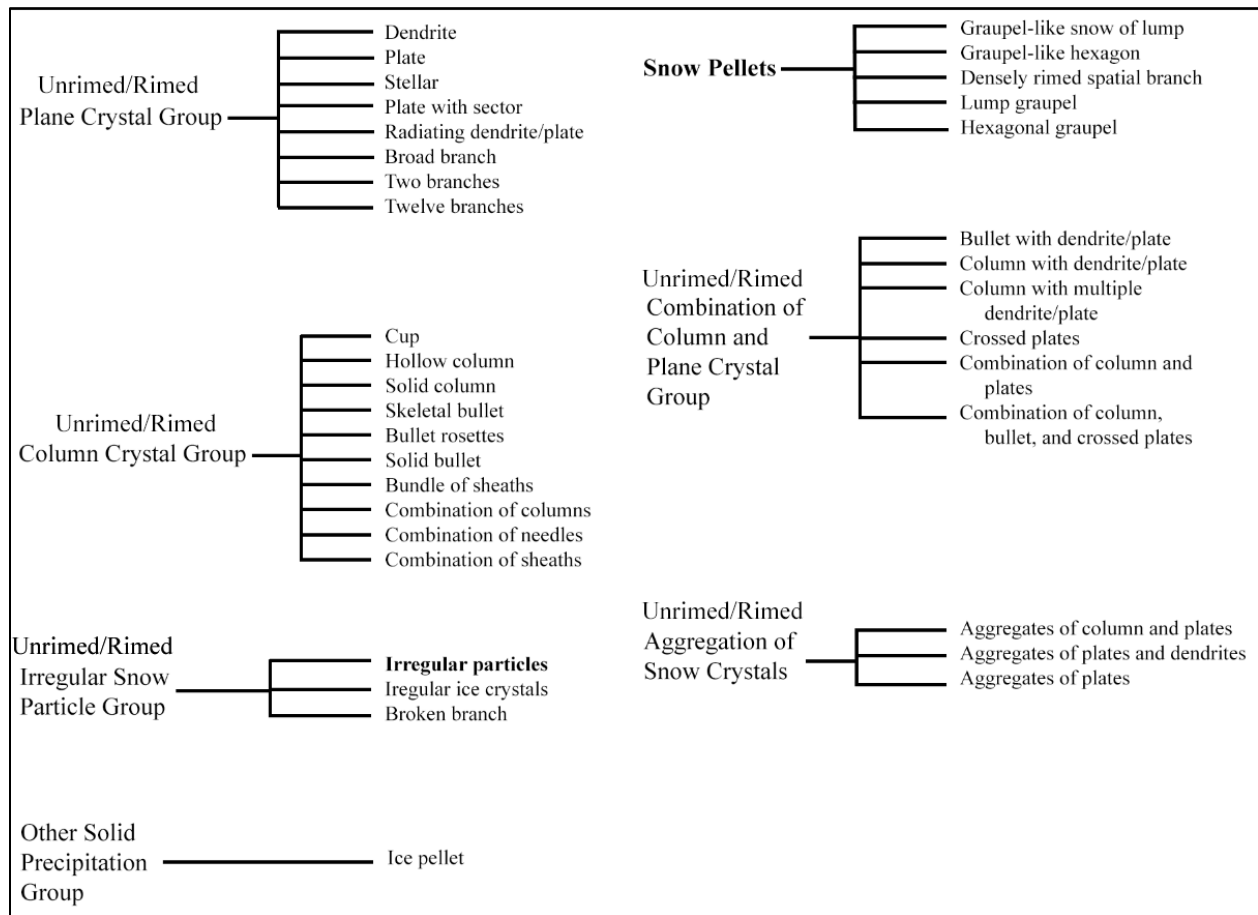 Unrimed/Rimed
Plane Crystal Group
Dendrite
Plate
Stellar
Plate with sector
Radiating dendrite/plate
Broad branch
Two branches
Twelve branches
Unrimed/Rimed
Column Crystal Group
Cup
Hollow column
Solid column
Skeletal bullet
Bullet rosettes
Solid bullet
Bundle of sheaths
Combination of columns
Combination of needles
Combination of sheaths
Unrimed/Rimed
Irregular Snow
Particle Group
Irregular particles
Iregular ice crystals
Broken branch
Other Solid
Precipitation
Group
Ice pellet
Snow Pellets
Graupel-like snow of lump
Graupel-like hexagon
Densely rimed spatial branch
Lump graupel
Hexagonal graupel
Unrimed/Rimed
Combination of
Column and
Plane Crystal
Group
Bullet with dendrite/plate
Column with dendrite/plate
Column with multiple
dendrite/plate
Crossed plates
Combination of column and
plates
Combination of column,
bullet, and crossed plates
Unrimed/Rimed
Aggregation of
Snow Crystals
Aggregates of column and plates
Aggregates of plates and dendrites
Aggregates of plates